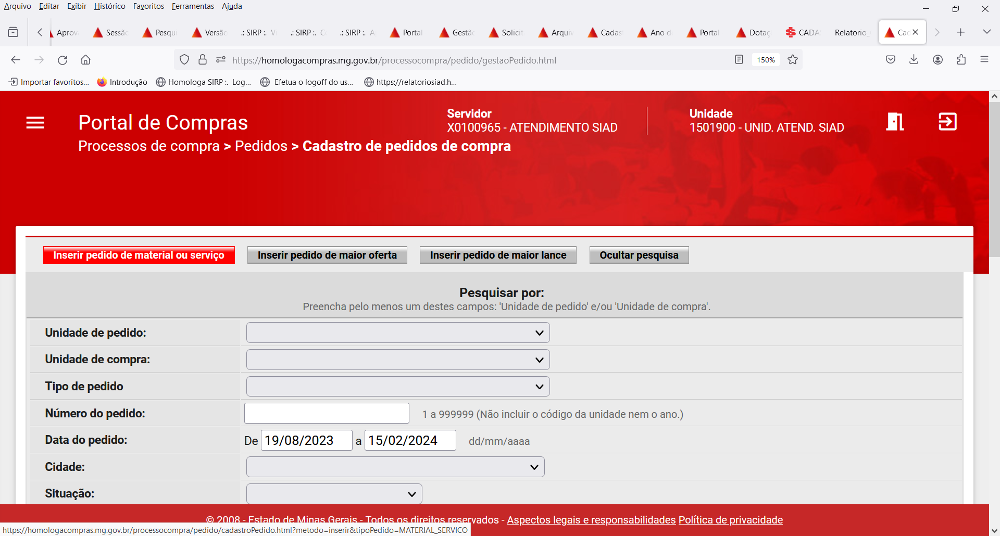 Arquivo Editar Exibir Histórico Favoritos Ferramentas Ajuda
Aprov Sessão Pesqui Versão .: SIRP :. V .: SIRP :. C .: SIRP :. A Portal Gestão Solicit Arquiv Cadas Ano d Portal Dotaç CADA Relatorio_ Cad
https://homologacompras.mg.gov.br/processocompra/pedido/gestaoPedido.html 150%
Importar favoritos... Introdução Homologa SIRP :. Log... Efetua o logoff do us... https://relatoriosiad.h...
Portal de Compras
Servidor
X0100965 - ATENDIMENTO SIAD
Unidade
1501900 - UNID. ATEND. SIAD
Processos de compra > Pedidos > Cadastro de pedidos de compra
Inserir pedido de material ou serviço Inserir pedido de maior oferta Inserir pedido de maior lance Ocultar pesquisa
Pesquisar por:
Preencha pelo menos um destes campos: 'Unidade de pedido' e/ou 'Unidade de compra'.
Unidade de pedido:
Unidade de compra:
Tipo de pedido
Número do pedido: 1 a 999999 (Não incluir o código da unidade nem o ano.)
Data do pedido: De 19/08/2023 a 15/02/2024 dd/mm/aaaa
Cidade:
Situação:
© 2008 - Estado de Minas Gerais - Todos os direitos reservados - Aspectos legais e responsabilidades Política de privacidade
https://homologacompras.mg.gov.br/processocompra/pedido/cadastroPedido.html?metodo=inserir&tipoPedido=MATERIAL_SERVICO